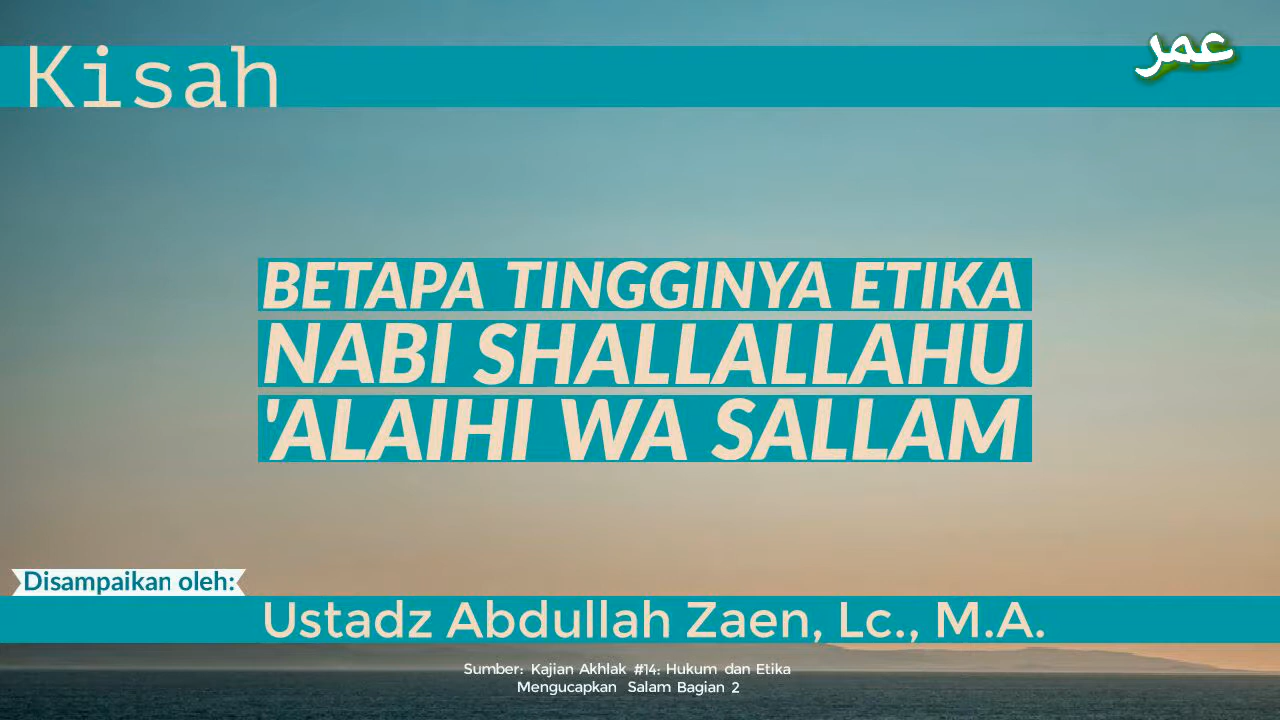 Kisah
عمر
BETAPA TINGGINYA ETIKA
NABI SHALLALLAHU
'ALAIHI WA SALLAM
Disampaikan oleh:
Ustadz Abdullah Zaen, Lc., M.A.
Sumber: Kajian Akhlak #14: Hukum dan Etika
Mengucapkan Salam Bagian 2